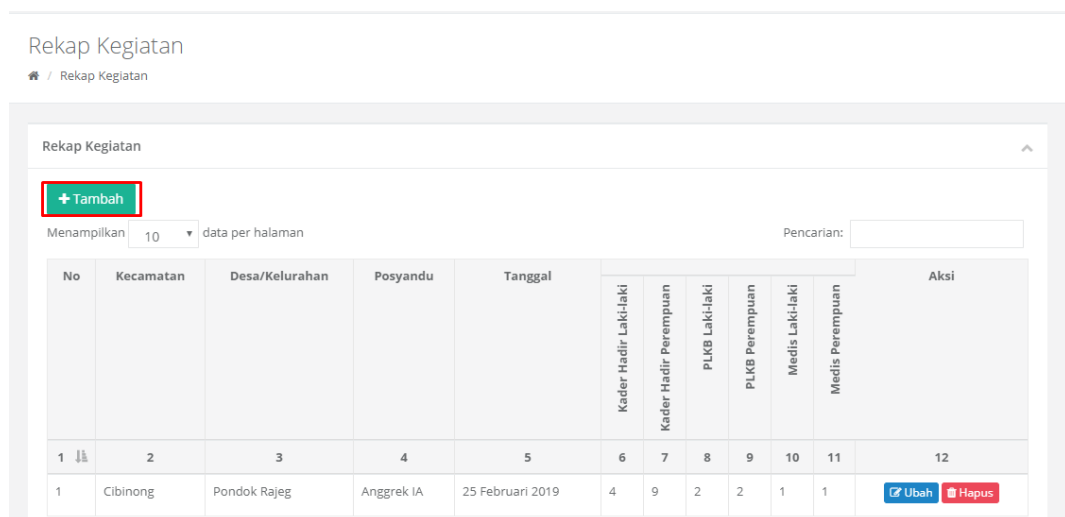 Rekap Kegiatan
/ Rekap Kegiatan
Rekap Kegiatan
+Tambah
Menampilkan 10 data per halaman
Pencarian:
No Kecamatan Desa/Kelurahan Posyandu Tanggal Aksi
Kader Hadir Laki-laki
Kader Hadir Perempuan
PLKB Laki-laki
PLKB Perempuan
Medis Laki-laki
Medis Perempuan
1 2 3 4 5 6 7 8 9 10 11 12
1 Cibinong Pondok Rajeg Anggrek IA 25 Februari 2019 4 9 2 2 1 1 Ubah Hapus